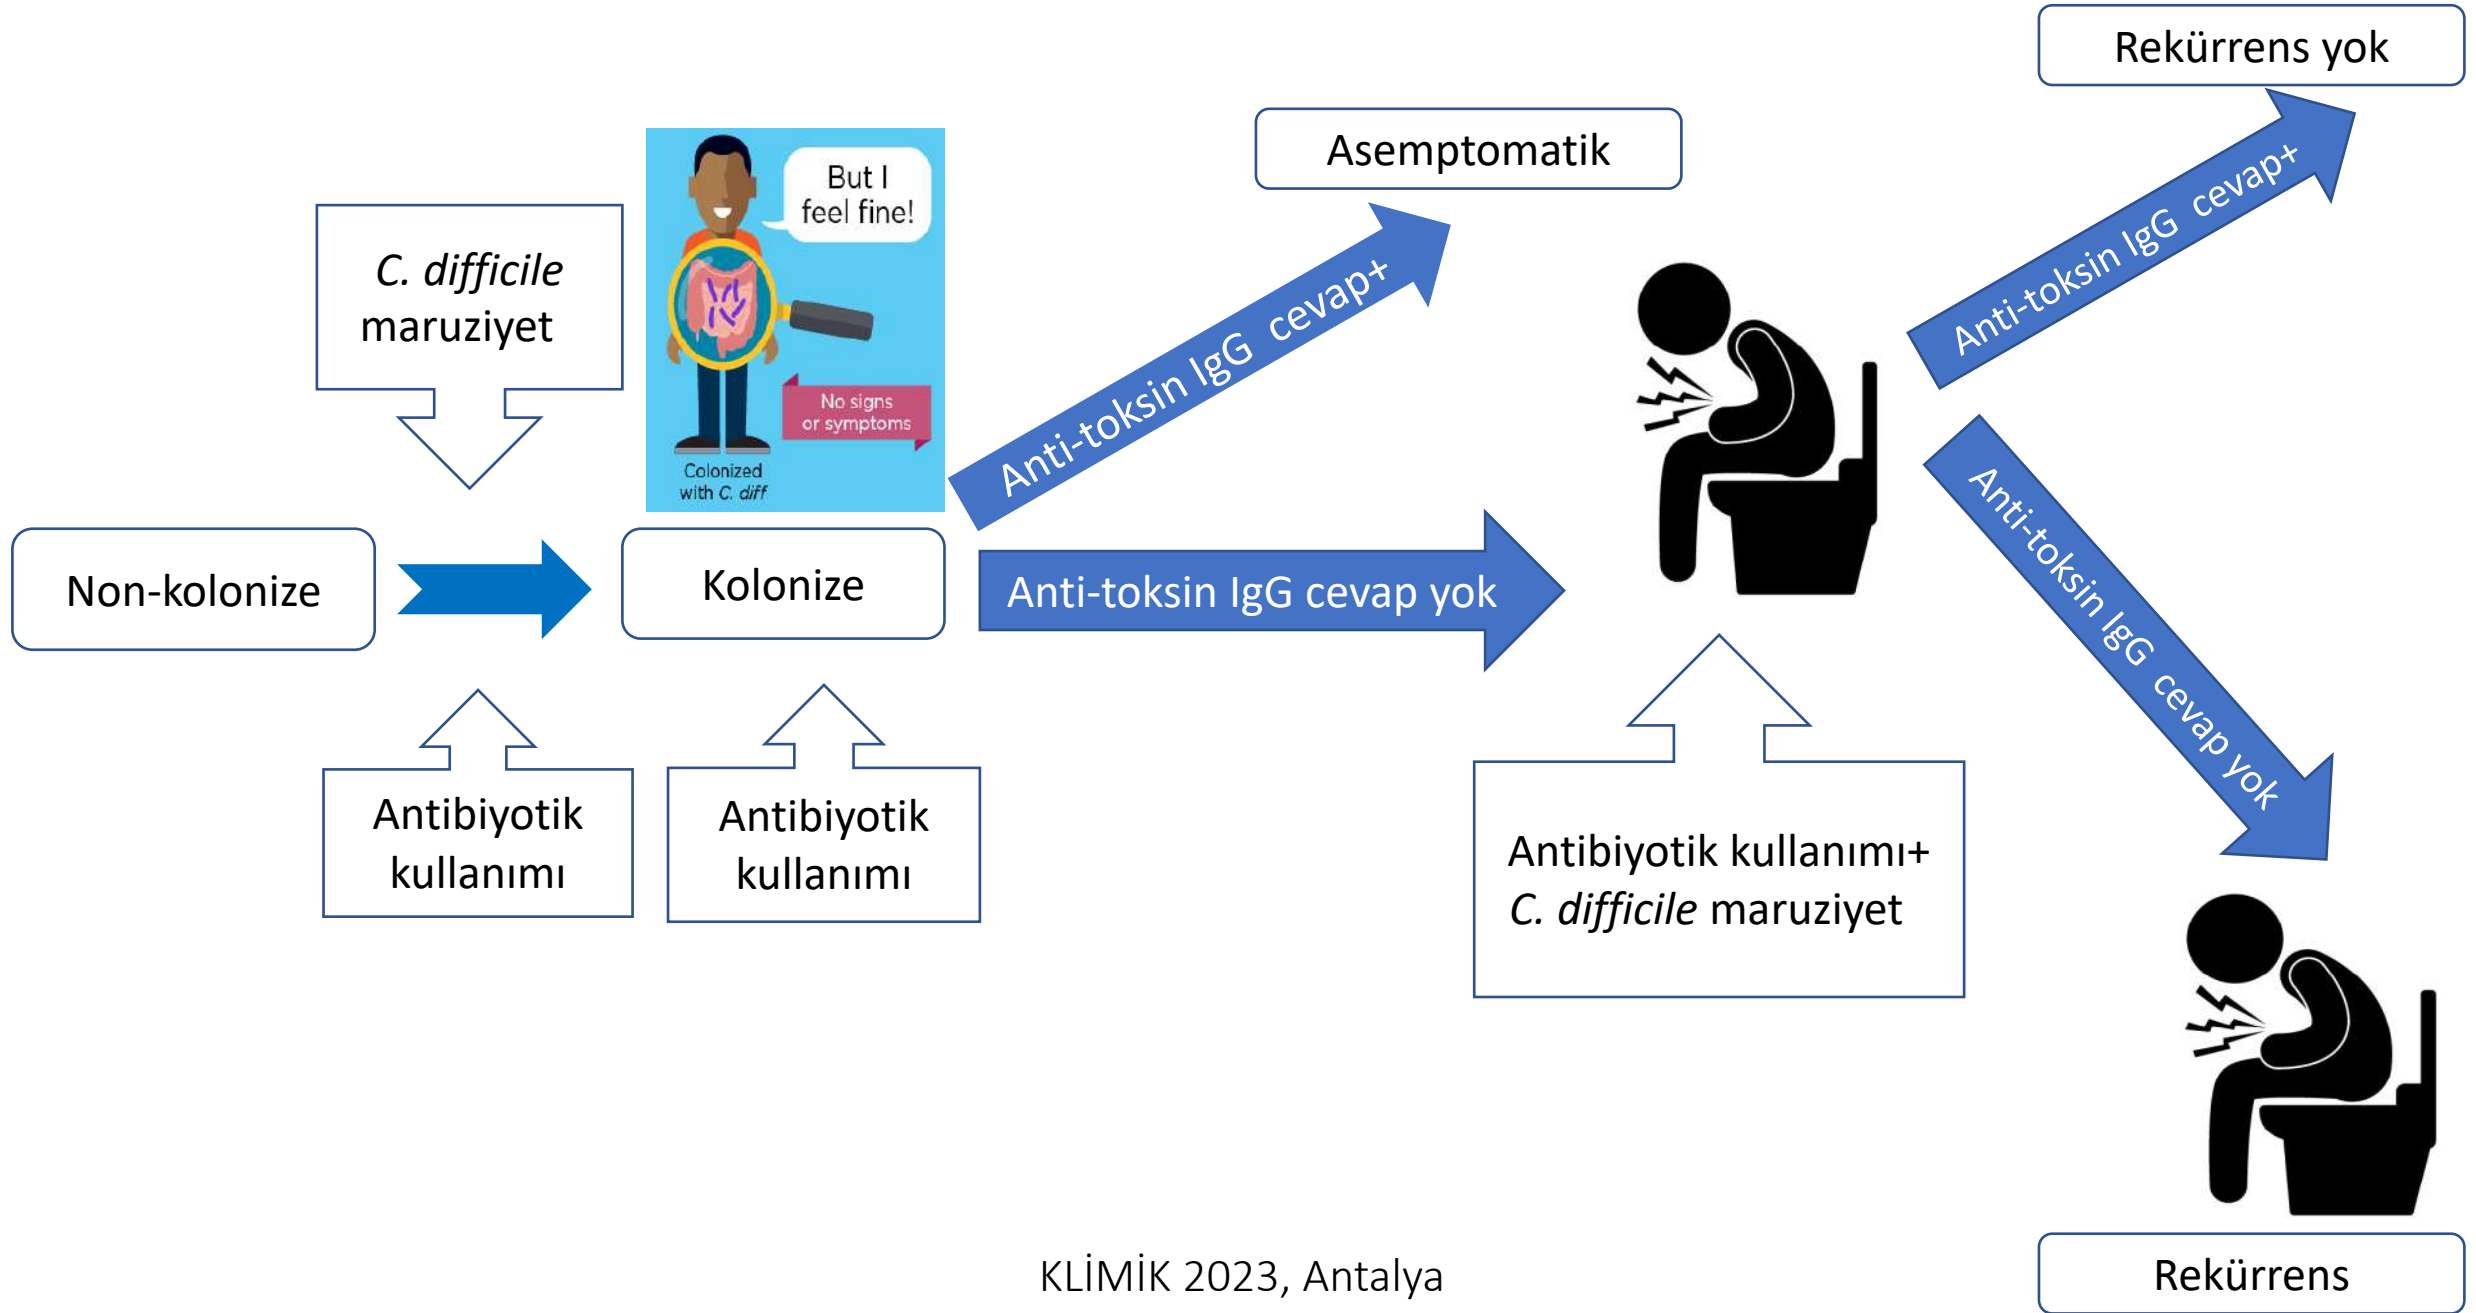 Rekürrens yok
Asemptomatik
But I
feel fine!
C. difficile
maruziyet
No signs
or symptoms
Colonized
with C. diff
Anti-toksin IgG cevap+
Anti-toksin IgG cevap+
Non-kolonize
Kolonize
Anti-toksin IgG cevap yok
Anti-toksin IgG cevap yok
Antibiyotik
kullanımı
Antibiyotik
kullanımı
Antibiyotik kullanımı+
C. difficile maruziyet
KLİMİK 2023, Antalya
Rekürrens